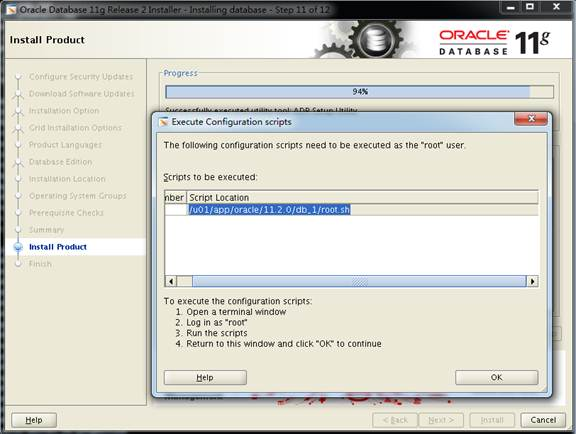 Oracle Database 11g Release 2 Installer - Installing database - Step 11 of 12
Install Product
ORACLE
DATABASE 11g
Configure Security Updates
Download Software Updates
Installation Option
Grid Installation Options
Product Languages
Database Edition
Installation Location
Operating System Groups
Prerequisite Checks
Summary
Install Product
Finish
Progress
94%
Successfully executed utility tool: ADR Setup Utility
Execute Configuration scripts
The following configuration scripts need to be executed as the "root" user.
Scripts to be executed:
nber Script Location
/u01/app/oracle/11.2.0/db_1/root.sh
To execute the configuration scripts:
1. Open a terminal window
2. Log in as "root"
3. Run the scripts
4. Return to this window and click "OK" to continue
Help
OK
Help
< Back
Next >
Install
Cancel